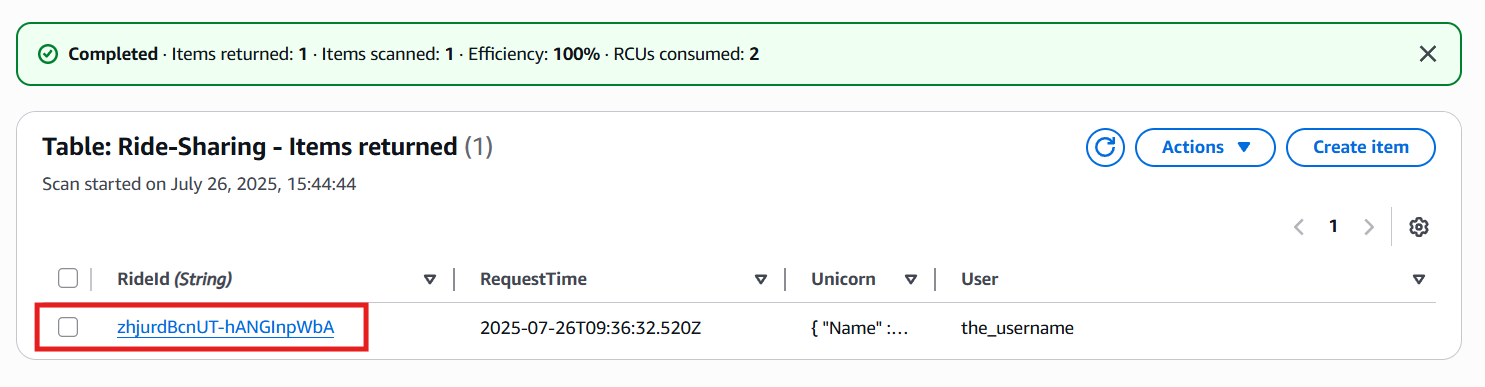 Completed · Items returned: 1 · Items scanned: 1 · Efficiency: 100% · RCUs consumed: 2
Table: Ride-Sharing - Items returned (1)
Actions
Create item
Scan started on July 26, 2025, 15:44:44
1
RideId (String) RequestTime Unicorn User
zhjurdBcnUT-hANGInpWbA 2025-07-26T09:36:32.520Z { "Name" :... the_username